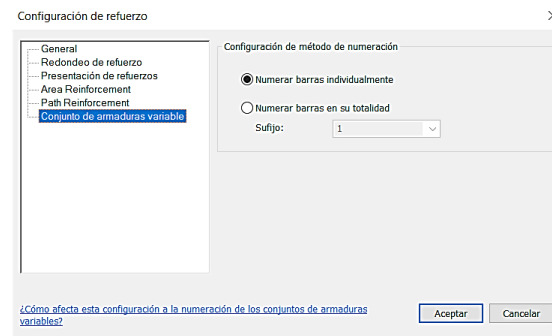 Configuración de refuerzo
General
Redondeo de refuerzo
Presentación de refuerzos
Area Reinforcement
Path Reinforcement
Conjunto de armaduras variable
Configuración de método de numeración
Numerar barras individualmente
Numerar barras en su totalidad
Sufijo:
1
¿Cómo afecta esta configuración a la numeración de los conjuntos de armaduras
variables?
Aceptar
Cancelar